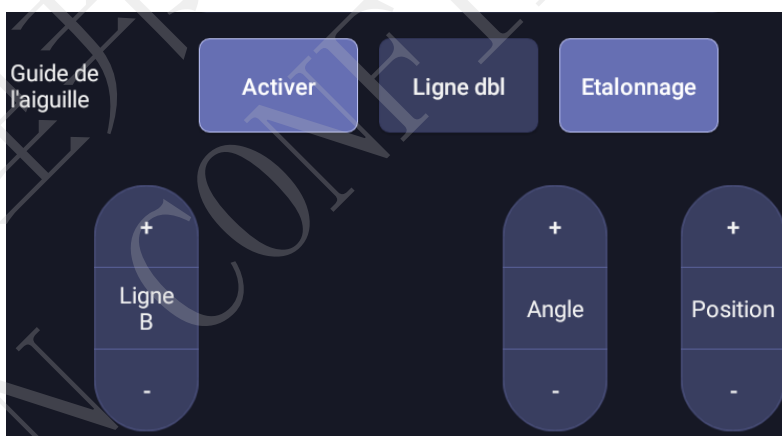 Guide de
l'aiguille
Activer
Ligne dbl
Etalonnage
+
+
+
Ligne
B
Angle
Position
-
-
-